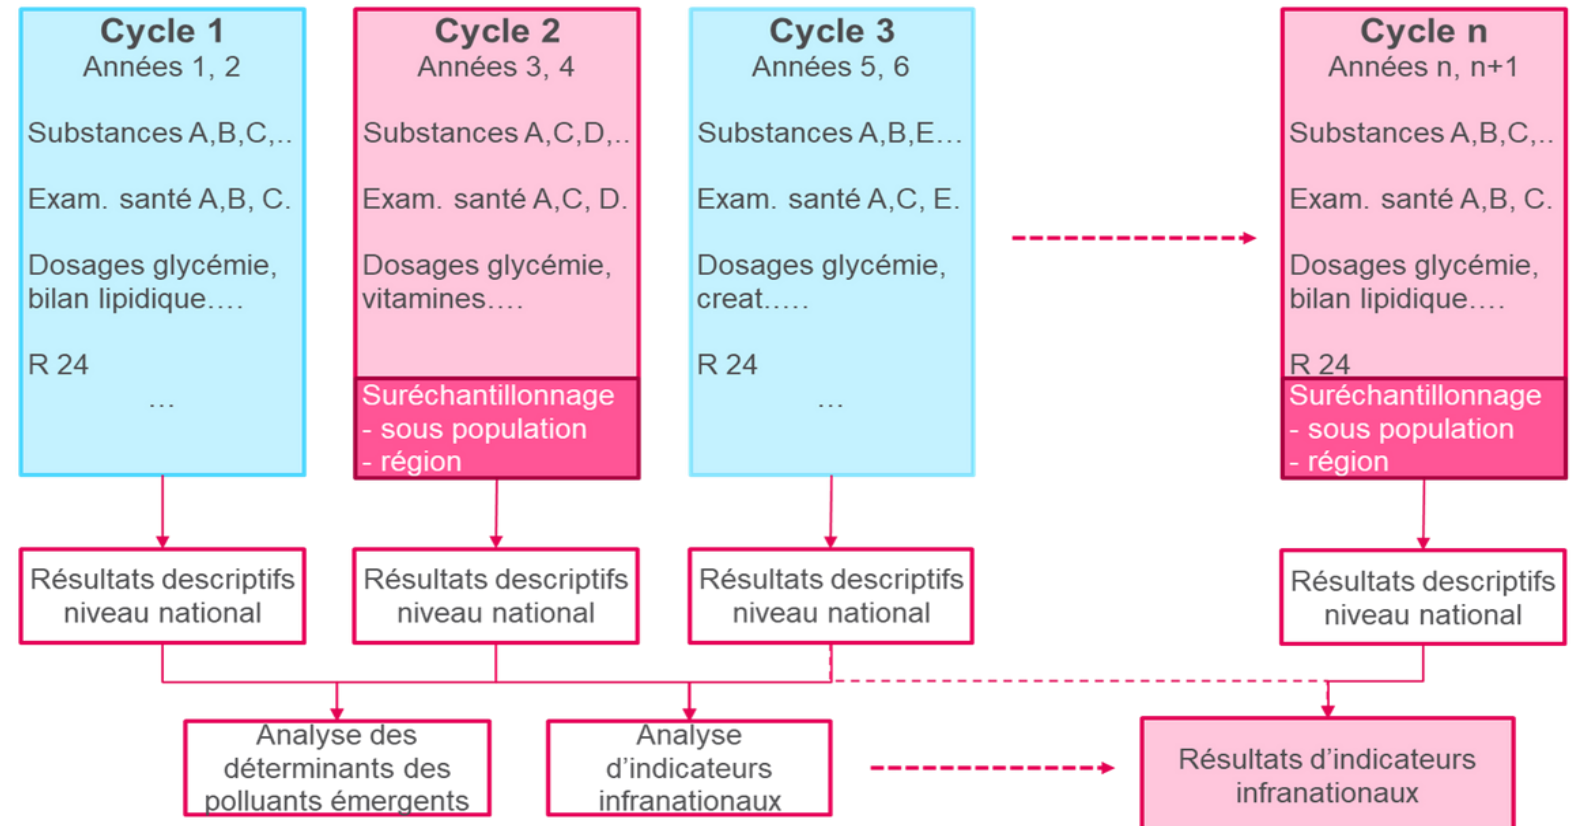 Cycle 1
Années 1, 2
Substances A,B,C,..
Exam. santé A,B, C.
Dosages glycémie,
bilan lipidique....
R 24
...
Cycle 2
Années 3, 4
Substances A,C,D,..
Exam. santé A,C, D.
Dosages glycémie,
vitamines....
Suréchantillonnage
- sous population
- région
Cycle 3
Années 5, 6
Substances A,B,E...
Exam. santé A,C, E.
Dosages glycémie,
creat.....
R 24
...
Cycle n
Années n, n+1
Substances A,B,C,..
Exam. santé A,B, C.
Dosages glycémie,
bilan lipidique....
R 24
Suréchantillonnage
- sous population
- région
Résultats descriptifs
niveau national
Résultats descriptifs
niveau national
Résultats descriptifs
niveau national
Résultats descriptifs
niveau national
Analyse des
déterminants des
polluants émergents
Analyse
d'indicateurs
infranationaux
Résultats d'indicateurs
infranationaux